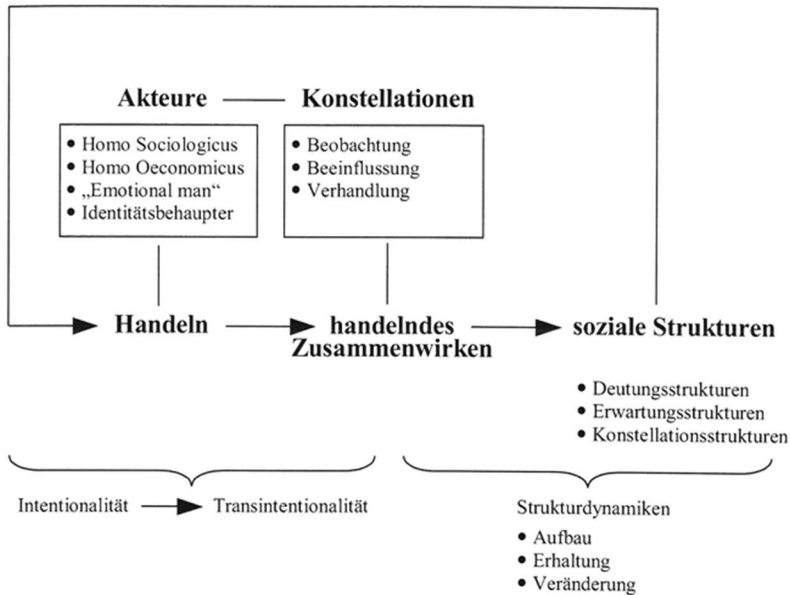 Akteure
Konstellationen
• Homo Sociologicus
• Homo Oeconomicus
• „Emotional man“
• Identitätsbehaupter
• Beobachtung
• Beeinflussung
• Verhandlung
Handeln
handelndes
Zusammenwirken
soziale Strukturen
• Deutungsstrukturen
• Erwartungsstrukturen
• Konstellationsstrukturen
Intentionalität
Transintentionalität
Strukturdynamiken
• Aufbau
• Erhaltung
• Veränderung